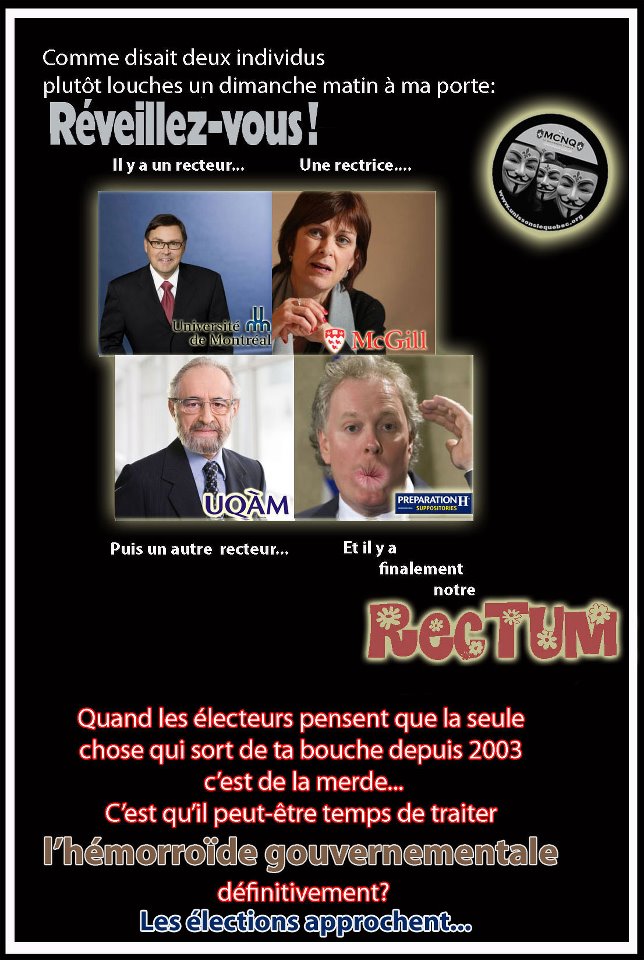 Comme disait deux individus
plutôt louches un dimanche matin à ma porte:
Réveillez-vous!
MCNQ
www.unissonslequebec.org
Il y a un recteur... Une rectrice....
Université
de Montréal
McGill
UQÀM
PREPARATION H
SUPPOSITORIES
Puis un autre recteur...
Et il y a
finalement
notre
RECTUM
Quand les électeurs pensent que la seule
chose qui sort de ta bouche depuis 2003
c'est de la merde...
C'est qu'il peut-être temps de traiter
l'hémorroïde gouvernementale
définitivement?
Les élections approchent...